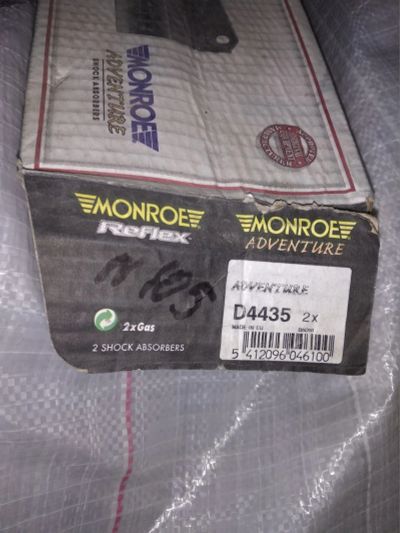 MONROE
ADVENTURE
SHOCK ABSORBERS
MONROE
Reflex
MONROE
ADVENTURE
ADVENTURE
D4435 2x
MADE IN EU
5 412096 046100
2xGas
2 SHOCK ABSORBERS